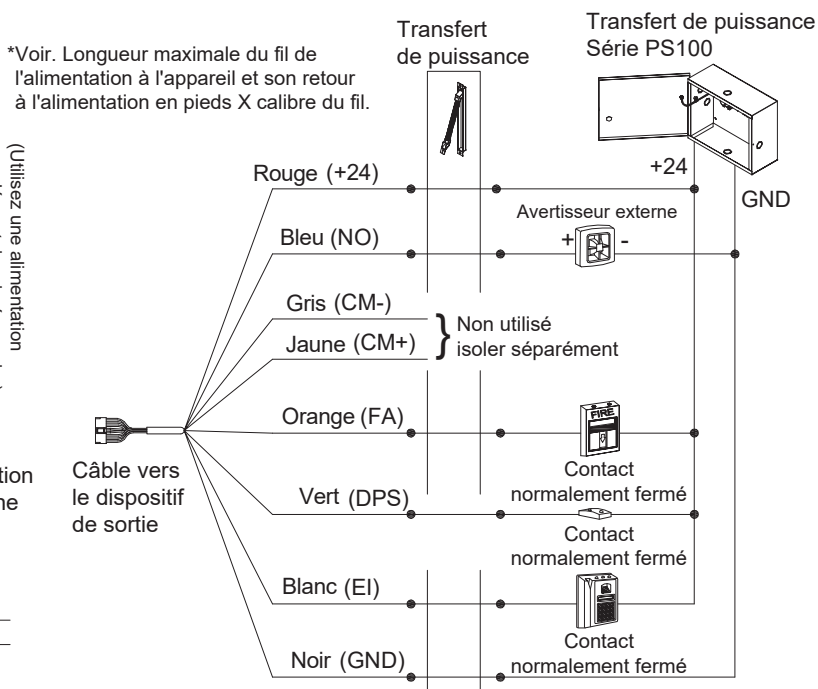 *Voir. Longueur maximale du fil de
l'alimentation à l'appareil et son retour
à l'alimentation en pieds X calibre du fil.
Transfert
de puissance
Transfert de puissance
Série PS100
(Utilisez une alimentation
+24
GND
Rouge (+24)
Avertisseur externe
Bleu (NO)
+
-
Gris (CM-)
Jaune (CM+)
} Non utilisé
isoler séparément
Orange (FA)
FIRE
Contact
normalement fermé
Câble vers
le dispositif
de sortie
Vert (DPS)
Contact
normalement fermé
Blanc (EI)
Contact
normalement fermé
Noir (GND)